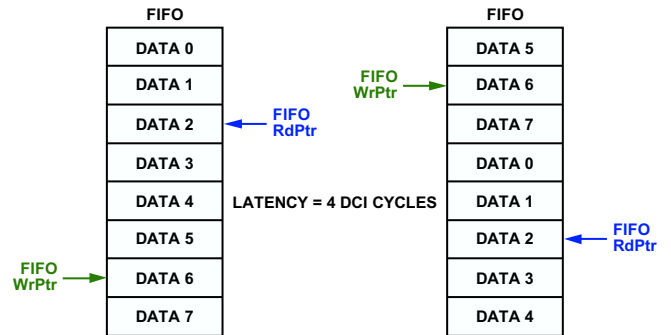 FIFO
DATA 0
DATA 1
DATA 2
DATA 3
DATA 4
DATA 5
DATA 6
DATA 7
FIFO
RdPtr
FIFO
WrPtr
LATENCY = 4 DCI CYCLES
FIFO
DATA 5
DATA 6
DATA 7
DATA 0
DATA 1
DATA 2
DATA 3
DATA 4
FIFO
WrPtr
FIFO
RdPtr